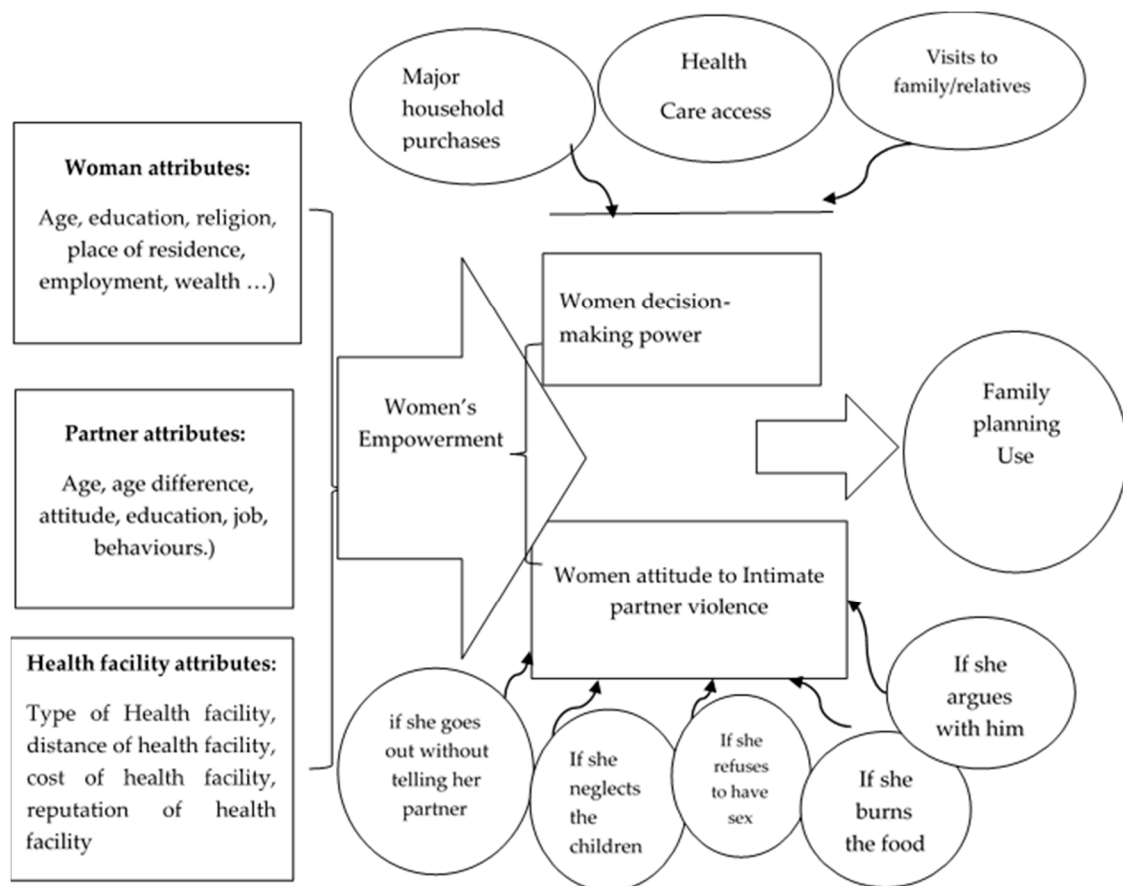 Major
household
purchases
Health
Care access
Visits to
family/relatives
Woman attributes:
Age, education, religion,
place of residence,
employment, wealth …)
Partner attributes:
Age, age difference,
attitude, education, job,
behaviours.)
Health facility attributes:
Type of Health facility,
distance of health facility,
cost of health facility,
reputation of health
facility
Women’s
Empowerment
Women decision-
making power
Women attitude to Intimate
partner violence
Family
planning
Use
if she goes
out without
telling her
partner
If she
neglects
the
children
If she
refuses
to have
sex
If she
burns
the food
If she
argues
with him